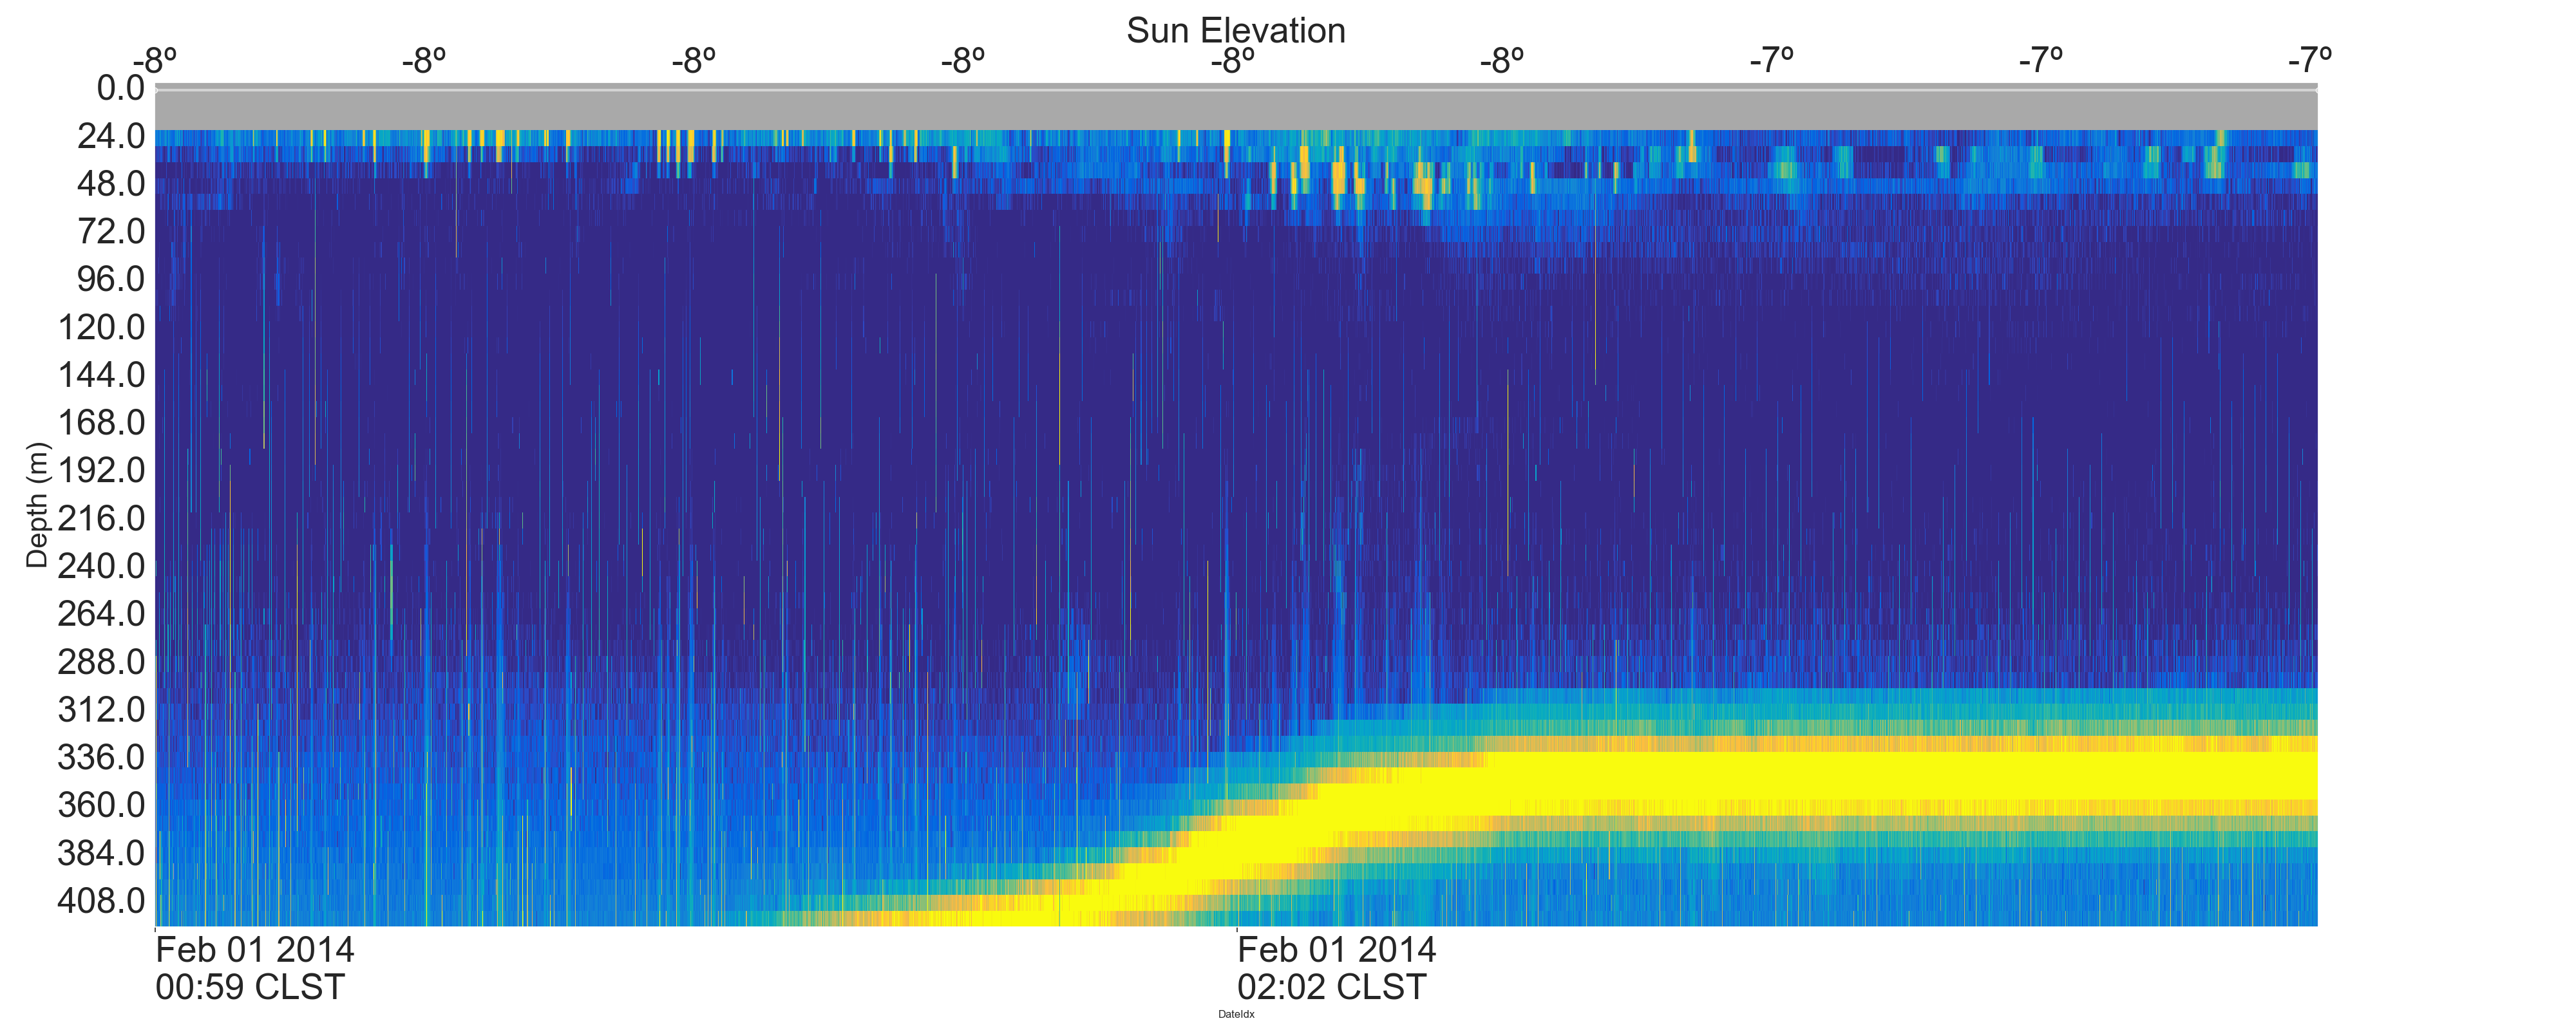 Sun Elevation
-8º -8º -8º -8º -8º -8º -7º -7º -7º
0.0
24.0
48.0
72.0
96.0
120.0
144.0
168.0
192.0
216.0
240.0
264.0
288.0
312.0
336.0
360.0
384.0
408.0
Depth (m)
Feb 01 2014
00:59 CLST
Feb 01 2014
02:02 CLST
DateIdx